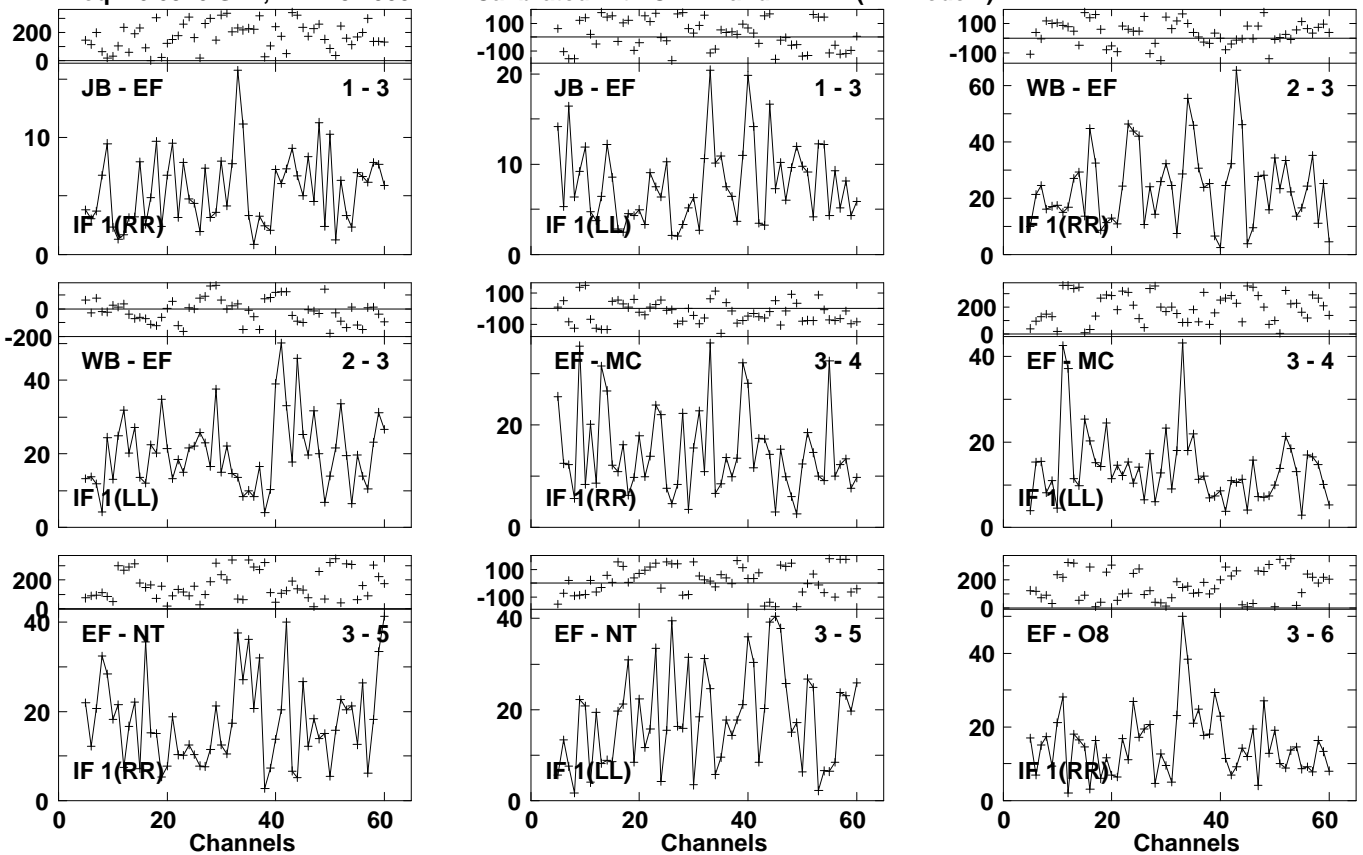 200
0
100
-100
100
-100
JB - EF 1 - 3
JB - EF 1 - 3
WB - EF 2 - 3
10
0
20
10
0
60
40
20
0
IF 1(RR)
IF 1(LL)
IF 1(RR)
0
-200
100
-100
200
0
WB - EF 2 - 3
EF - MC 3 - 4
EF - MC 3 - 4
40
20
0
20
0
40
20
0
IF 1(LL)
IF 1(RR)
IF 1(LL)
200
0
100
-100
200
0
EF - NT 3 - 5
EF - NT 3 - 5
EF - O8 3 - 6
40
20
0
40
20
0
40
20
0
IF 1(RR)
IF 1(LL)
IF 1(RR)
0 20 40 60
0 20 40 60
0 20 40 60
Channels
Channels
Channels